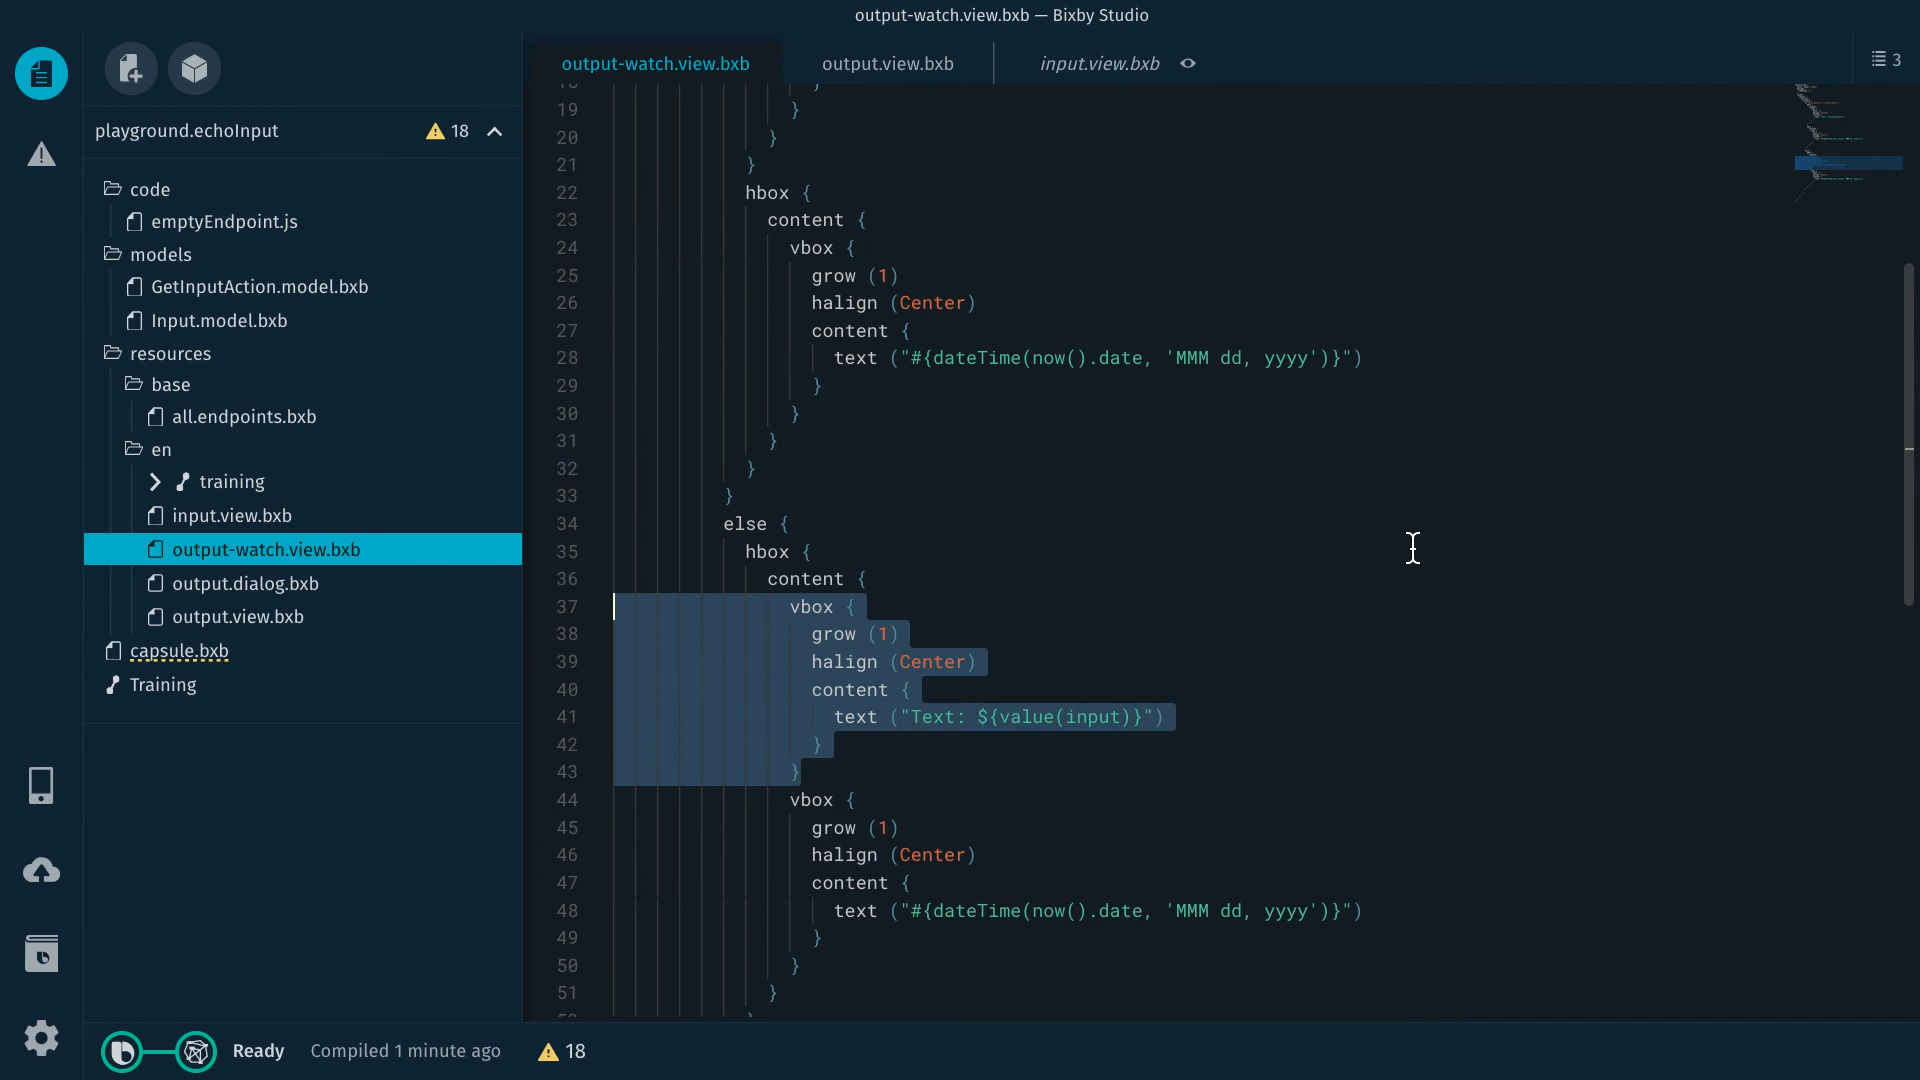 output-watch.view.bxb — Bixby Studio
output-watch.view.bxb
output.view.bxb
input.view.bxb
3
playground.echoInput
18
code
emptyEndpoint.js
models
GetInputAction.model.bxb
Input.model.bxb
resources
base
all.endpoints.bxb
en
training
input.view.bxb
output-watch.view.bxb
output.dialog.bxb
output.view.bxb
capsule.bxb
Training
19 }
20 }
21 }
22 hbox {
23 content {
24 vbox {
25 grow (1)
26 halign (Center)
27 content {
28 text ("#{dateTime(now().date, 'MMM dd, yyyy')}")
29 }
30 }
31 }
32 }
33 }
34 else {
35 hbox {
36 content {
37 vbox {
38 grow (1)
39 halign (Center)
40 content {
41 text ("Text: ${value(input)}")
42 }
43 }
44 vbox {
45 grow (1)
46 halign (Center)
47 content {
48 text ("#{dateTime(now().date, 'MMM dd, yyyy')}")
49 }
50 }
51 }
Ready
Compiled 1 minute ago
18